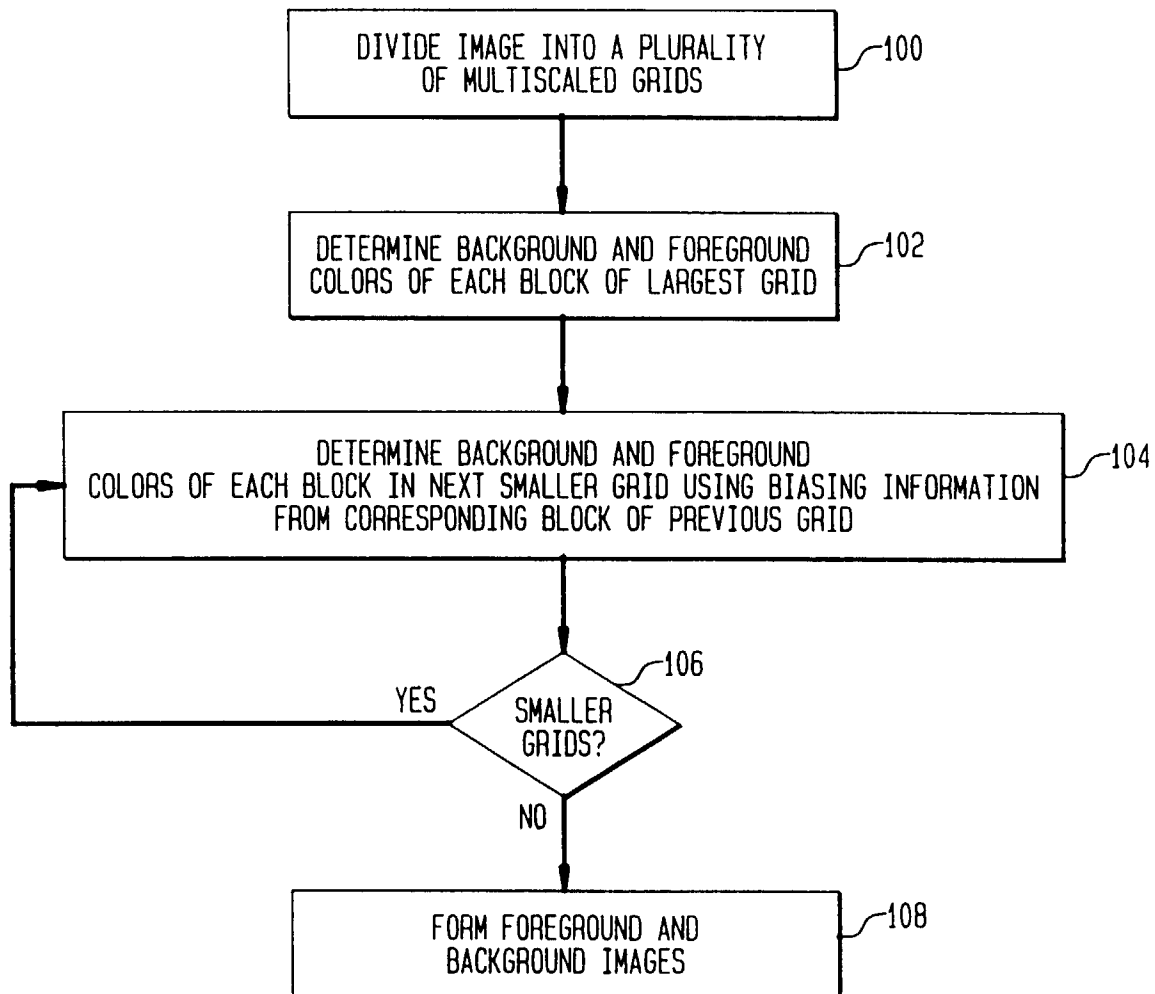 DIVIDE IMAGE INTO A PLURALITY
OF MULTISCALED GRIDS
100
DETERMINE BACKGROUND AND FOREGROUND
COLORS OF EACH BLOCK OF LARGEST GRID
102
DETERMINE BACKGROUND AND FOREGROUND
COLORS OF EACH BLOCK IN NEXT SMALLER GRID USING BIASING INFORMATION
FROM CORRESPONDING BLOCK OF PREVIOUS GRID
104
106
YES
SMALLER
GRIDS?
NO
FORM FOREGROUND AND
BACKGROUND IMAGES
108